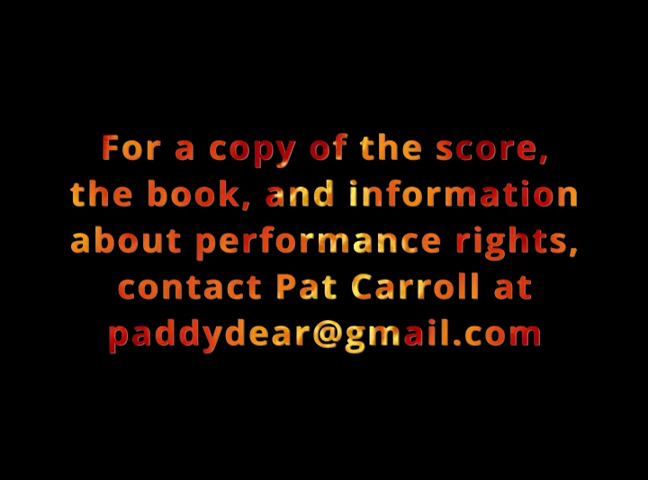 For a copy of the score,
the book, and information
about performance rights,
contact Pat Carroll at
paddydear@gmail.com